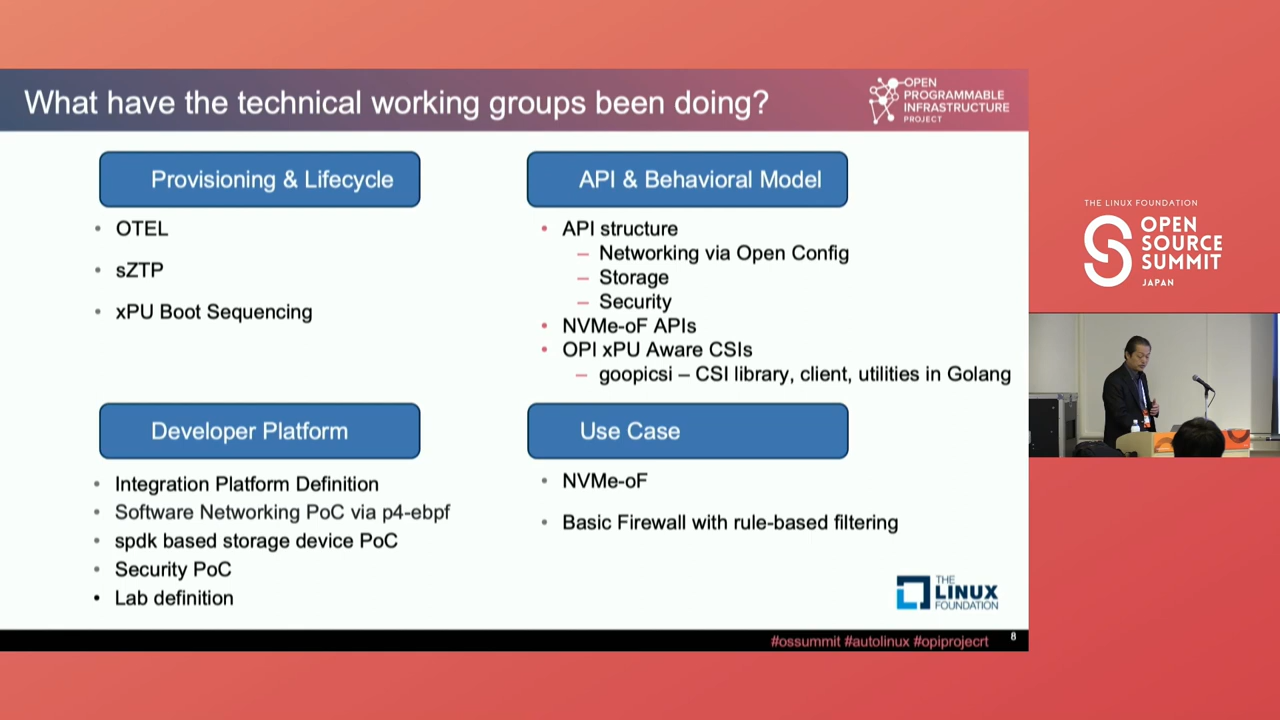 What have the technical working groups been doing?
OPEN
PROGRAMMABLE
INFRASTRUCTURE
PROJECT
Provisioning & Lifecycle
• OTEL
• sZTP
• xPU Boot Sequencing
API & Behavioral Model
• API structure
– Networking via Open Config
– Storage
– Security
• NVMe-oF APIs
• OPI xPU Aware CSIs
– goopicsi – CSI library, client, utilities in Golang
Developer Platform
• Integration Platform Definition
• Software Networking PoC via p4-ebpf
• spdk based storage device PoC
• Security PoC
• Lab definition
Use Case
• NVMe-oF
• Basic Firewall with rule-based filtering
THE
LINUX
FOUNDATION
#ossummit #autolinux #opiprojecrt
8
THE LINUX FOUNDATION
OPEN
SOURCE
SUMMIT
JAPAN